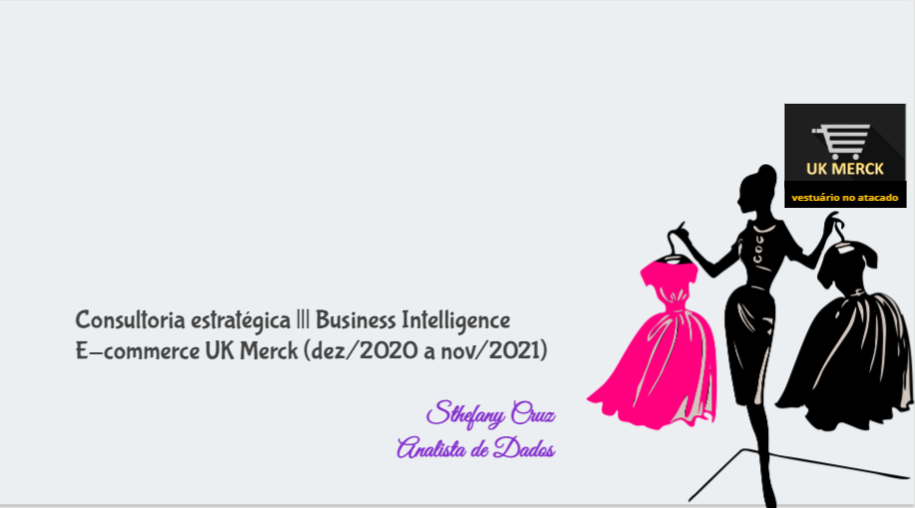 UK MERCK
vestuário no atacado
Consultoria estratégica ||| Business Intelligence
E-commerce UK Merck (dez/2020 a nov/2021)
Sthefany Cruz
Analista de Dados